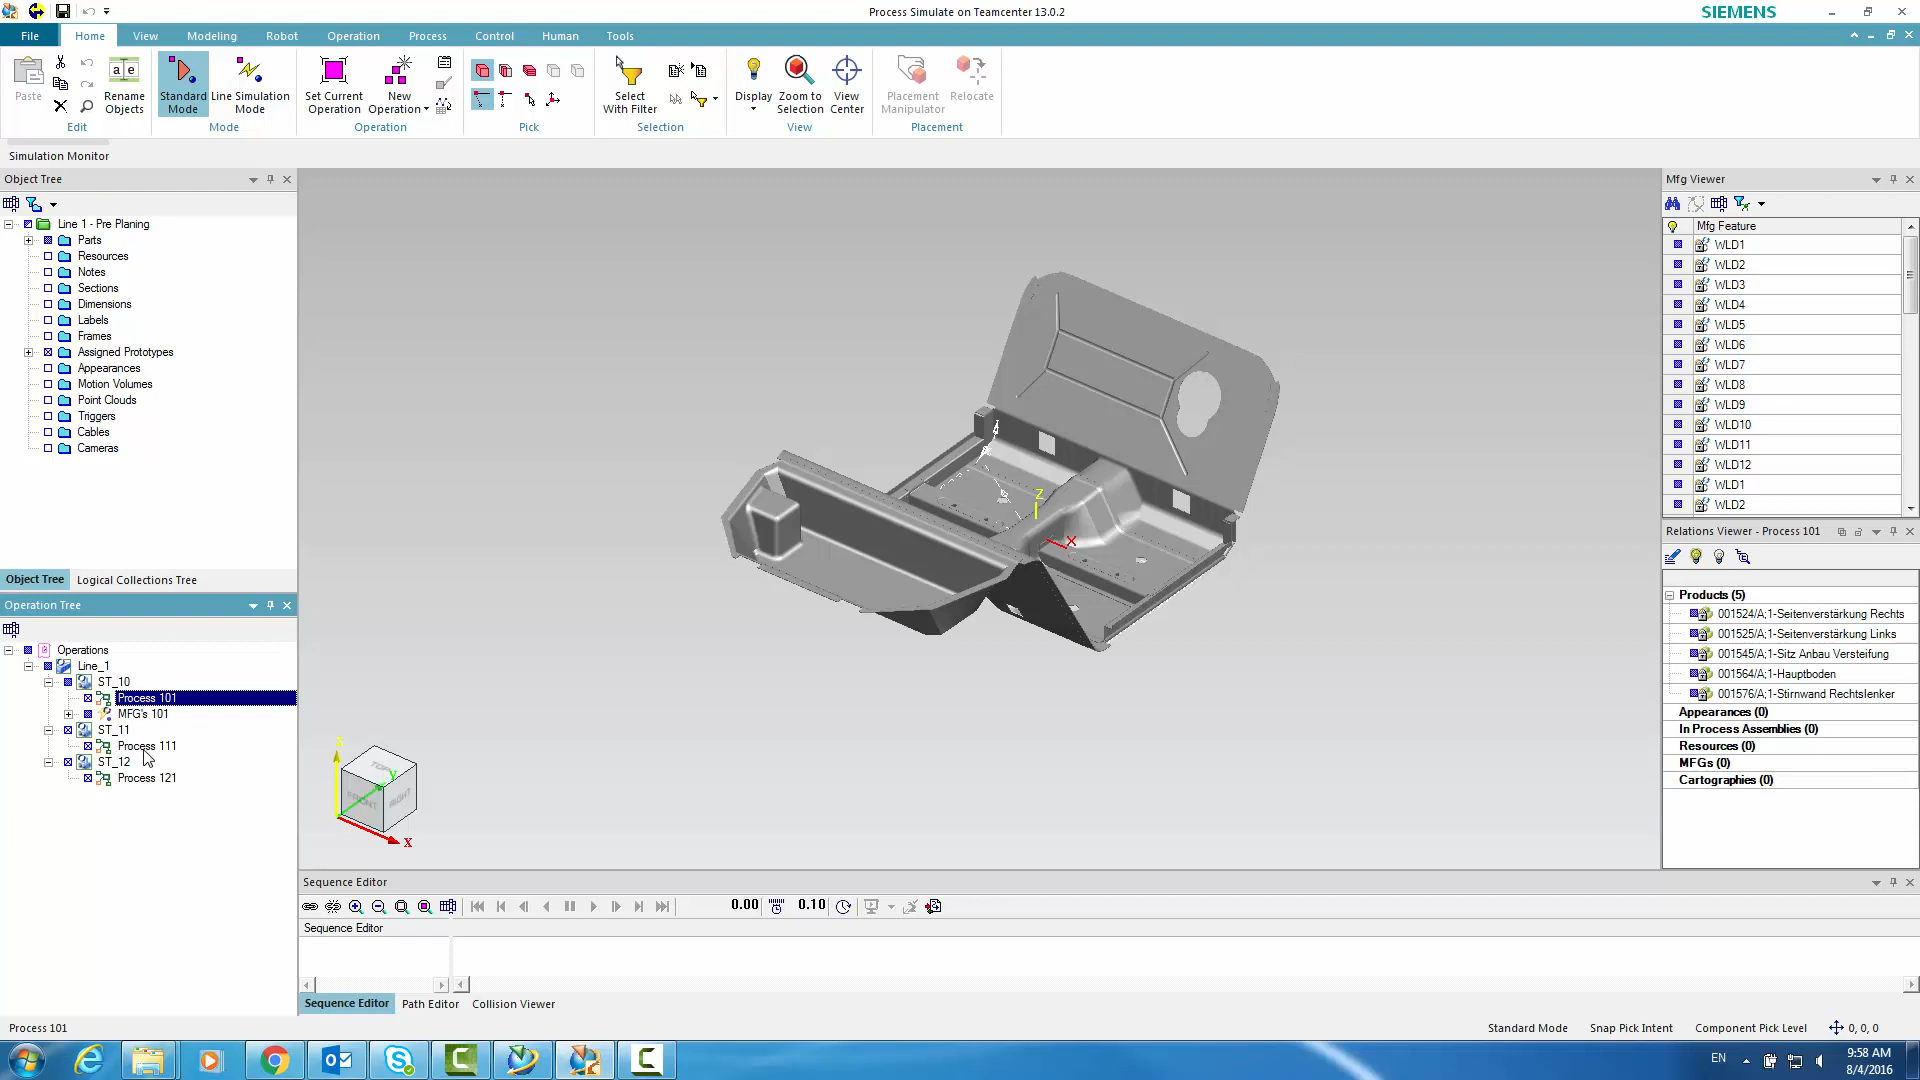 Process Simulate on Teamcenter 13.0.2
SIEMENS
File
Home
View
Modeling
Robot
Operation
Process
Control
Human
Tools
Paste
Rename Objects
Edit
Standard Mode
Line Simulation Mode
Mode
Set Current Operation
New Operation
Operation
Pick
Select With Filter
Selection
Display
Zoom to Selection
View Center
View
Placement Manipulator
Relocate
Placement
Simulation Monitor
Object Tree
Line 1 - Pre Planing
Parts
Resources
Notes
Sections
Dimensions
Labels
Frames
Assigned Prototypes
Appearances
Motion Volumes
Point Clouds
Triggers
Cables
Cameras
Object Tree
Logical Collections Tree
Operation Tree
Operations
Line_1
ST_10
Process 101
MFG's 101
ST_11
Process 111
ST_12
Process 121
Z
X
Z
TOP
Y
FRONT
RIGHT
X
Mfg Viewer
Mfg Feature
WLD1
WLD2
WLD3
WLD4
WLD5
WLD6
WLD7
WLD8
WLD9
WLD10
WLD11
WLD12
WLD1
WLD2
Relations Viewer - Process 101
Products (5)
001524/A;1-Seitenverstärkung Rechts
001525/A;1-Seitenverstärkung Links
001545/A;1-Sitz Anbau Versteifung
001564/A;1-Hauptboden
001576/A;1-Stirnwand Rechtslenker
Appearances (0)
In Process Assemblies (0)
Resources (0)
MFGs (0)
Cartographies (0)
Sequence Editor
0.00
0.10
Sequence Editor
Sequence Editor
Path Editor
Collision Viewer
Process 101
Standard Mode
Snap Pick Intent
Component Pick Level
0, 0, 0
EN
9:58 AM
8/4/2016